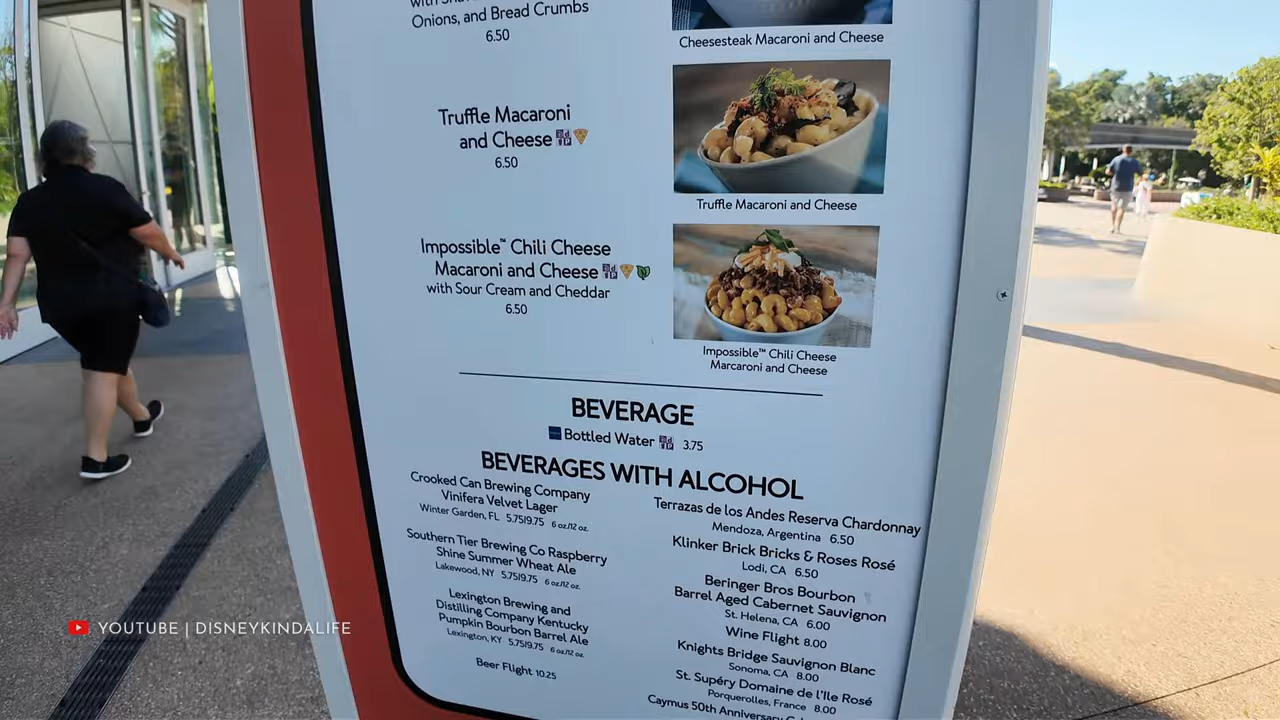 Onions, and Bread Crumbs
6.50
Cheesesteak Macaroni and Cheese
Truffle Macaroni
and Cheese
6.50
Truffle Macaroni and Cheese
Impossible™ Chili Cheese
Macaroni and Cheese
with Sour Cream and Cheddar
6.50
Impossible™ Chili Cheese
Marcaroni and Cheese
BEVERAGE
Bottled Water 3.75
BEVERAGES WITH ALCOHOL
Crooked Can Brewing Company
Vinifera Velvet Lager
Winter Garden, FL 5.75|9.75 6 oz./12 oz.
Southern Tier Brewing Co Raspberry
Shine Summer Wheat Ale
Lakewood, NY 5.75|9.75 6 oz./12 oz.
Lexington Brewing and
Distilling Company Kentucky
Pumpkin Bourbon Barrel Ale
Lexington, KY 5.75|9.75 6 oz./12 oz.
Beer Flight 10.25
Terrazas de los Andes Reserva Chardonnay
Mendoza, Argentina 6.50
Klinker Brick Bricks & Roses Rosé
Lodi, CA 6.50
Beringer Bros Bourbon
Barrel Aged Cabernet Sauvignon
St. Helena, CA 6.00
Wine Flight 8.00
Knights Bridge Sauvignon Blanc
Sonoma, CA 8.00
St. Supéry Domaine de l'Ile Rosé
Porquerolles, France 8.00
Caymus 50th Anniversary
YOUTUBE | DISNEYKINDALIFE